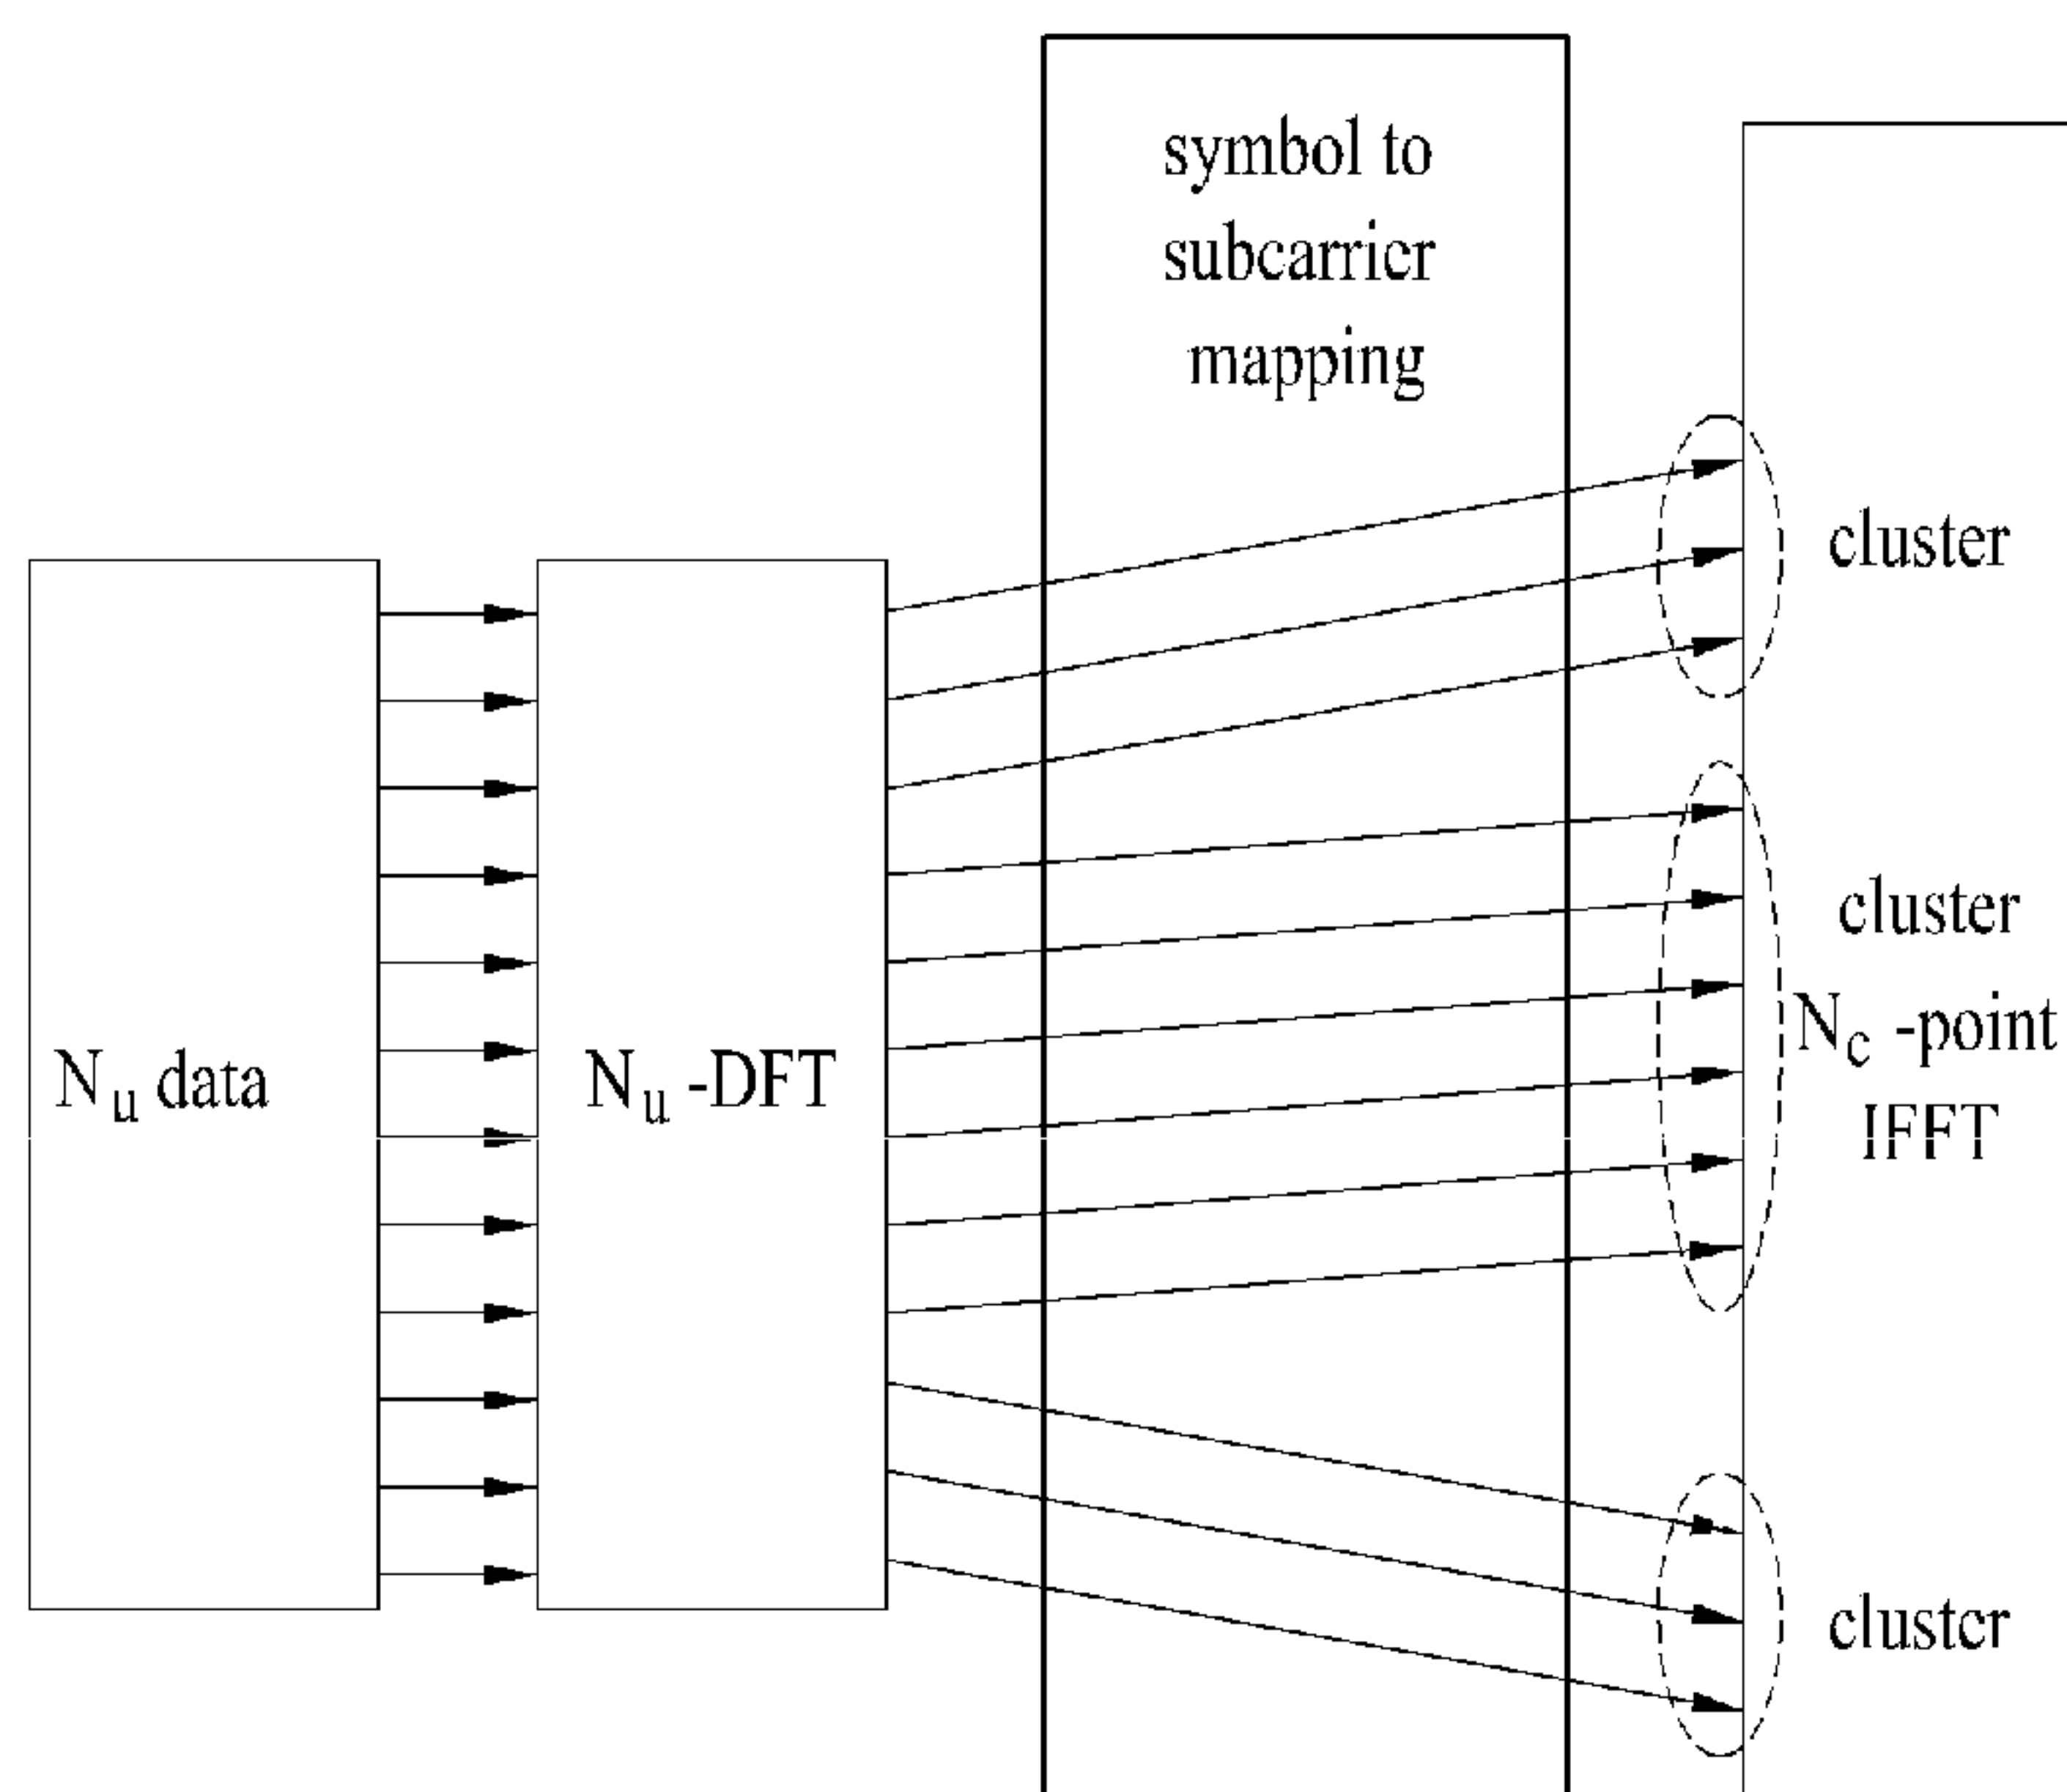 symbol to
subcarrier
mapping
cluster
cluster
N_c -point
IFFT
N_u data
N_u -DFT
cluster